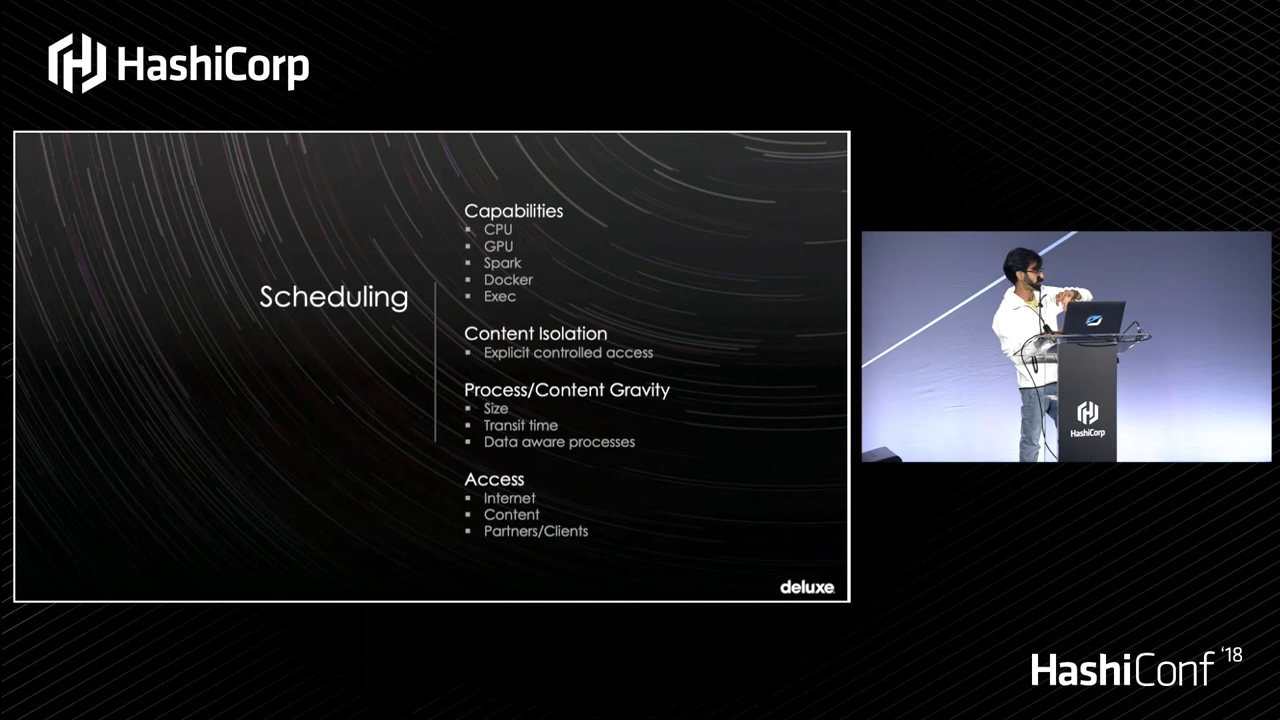 HashiCorp
Scheduling
Capabilities
▪ CPU
▪ GPU
▪ Spark
▪ Docker
▪ Exec
Content Isolation
▪ Explicit controlled access
Process/Content Gravity
▪ Size
▪ Transit time
▪ Data aware processes
Access
▪ Internet
▪ Content
▪ Partners/Clients
deluxe
HashiCorp
HashiConf '18